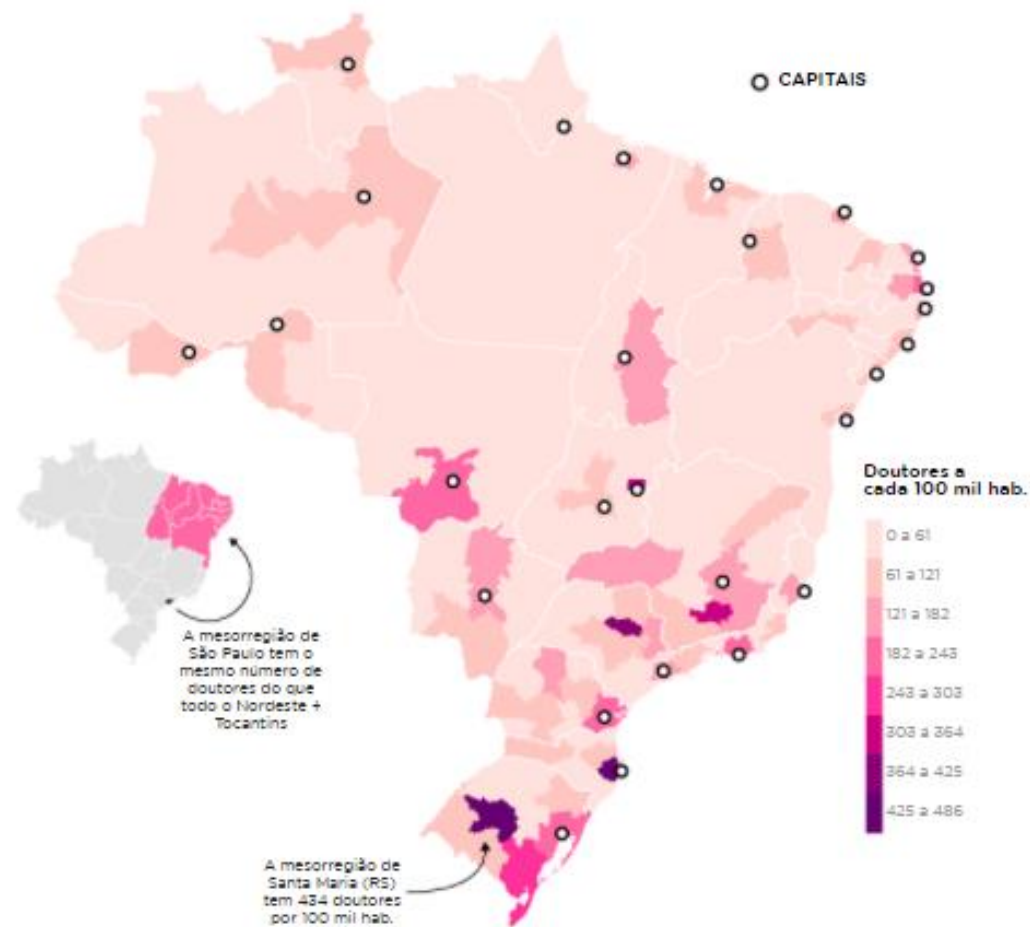 CAPITAIS
Doutores a
cada 100 mil hab.
0 a 61
61 a 121
121 a 182
182 a 243
243 a 303
303 a 364
364 a 425
425 a 486
A mesorregião de
São Paulo tem o
mesmo número de
doutores do que
todo o Nordeste +
Tocantins
A mesorregião de
Santa Maria (RS)
tem 434 doutores
por 100 mil hab.